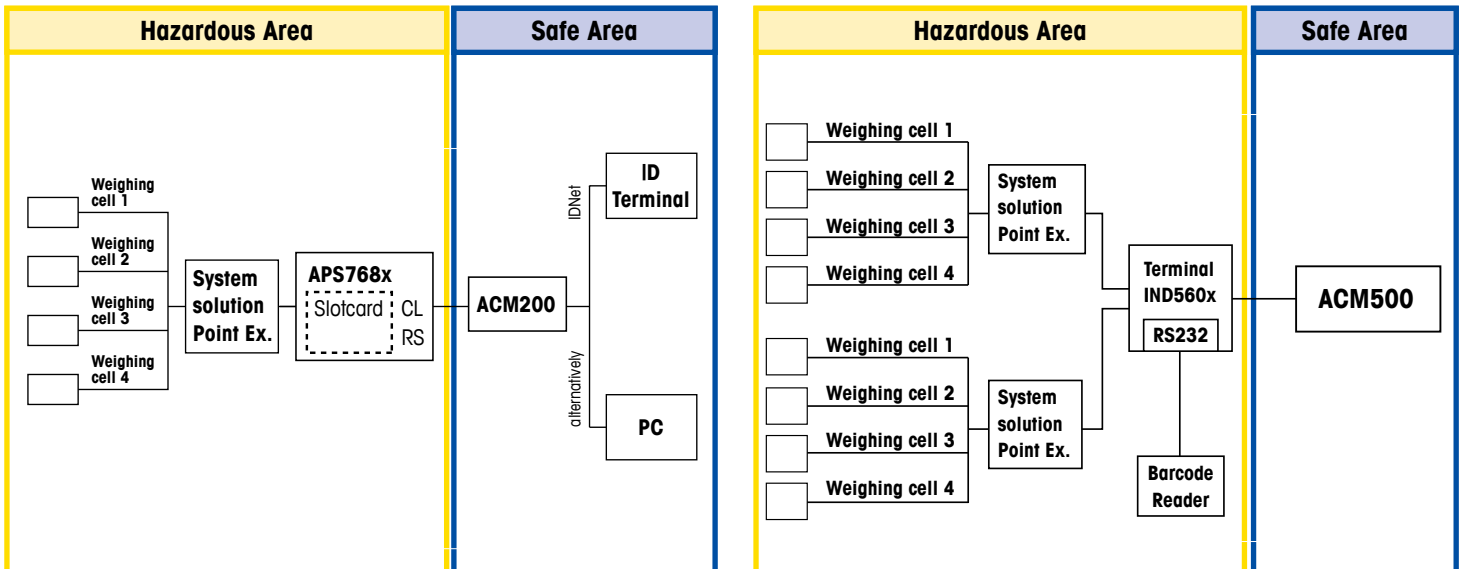 Hazardous Area
Safe Area
Weighing
cell 1
Weighing
cell 2
Weighing
cell 3
Weighing
cell 4
System
solution
Point Ex.
APS768x
Slotcard
CL
RS
ACM200
IDNet
alternatively
ID
Terminal
PC
Hazardous Area
Safe Area
Weighing cell 1
Weighing cell 2
Weighing cell 3
Weighing cell 4
System
solution
Point Ex.
Weighing cell 1
Weighing cell 2
Weighing cell 3
Weighing cell 4
System
solution
Point Ex.
Terminal
IND560x
RS232
Barcode
Reader
ACM500